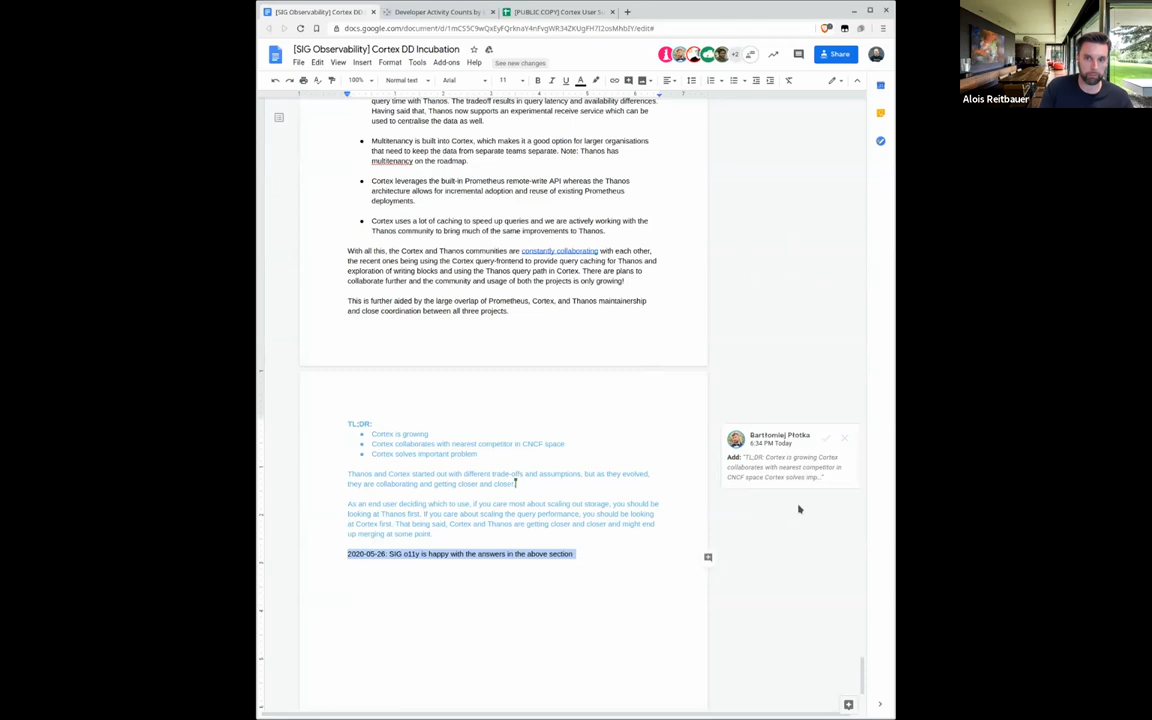 [SIG Observability] Cortex DD Inc
Developer Activity Counts by
[PUBLIC COPY] Cortex User S
[SIG Observability] Cortex DD Incubation
File Edit View Insert Format Tools Add-ons Help See new changes
+2
Share
100% Normal text Arial 11
query time with Thanos. The tradeoff results in query latency and availability differences.
Having said that, Thanos now supports an experimental receive service which can be
used to centralise the data as well.
Multitenancy is built into Cortex, which makes it a good option for larger organisations
that need to keep the data from separate teams separate. Note: Thanos has
multitenancy on the roadmap.
Cortex leverages the built-in Prometheus remote-write API whereas the Thanos
architecture allows for incremental adoption and reuse of existing Prometheus
deployments.
Cortex uses a lot of caching to speed up queries and we are actively working with the
Thanos community to bring much of the same improvements to Thanos.
With all this, the Cortex and Thanos communities are constantly collaborating with each other,
the recent ones being using the Cortex query-frontend to provide query caching for Thanos and
exploration of writing blocks and using the Thanos query path in Cortex. There are plans to
collaborate further and the community and usage of both the projects is only growing!
This is further aided by the large overlap of Prometheus, Cortex, and Thanos maintainership
and close coordination between all three projects.
TL;DR:
Cortex is growing
Cortex collaborates with nearest competitor in CNCF space
Cortex solves important problem
Thanos and Cortex started out with different trade-offs and assumptions, but as they evolved,
they are collaborating and getting closer and closer.
As an end user deciding which to use, if you care most about scaling out storage, you should be
looking at Thanos first. If you care about scaling the query performance, you should be looking
at Cortex first. That being said, Cortex and Thanos are getting closer and closer and might end
up merging at some point.
2020-05-26: SIG o11y is happy with the answers in the above section
Bartłomiej Płotka
6:34 PM Today
Add: "TL;DR: Cortex is growing Cortex
collaborates with nearest competitor in
CNCF space Cortex solves imp..."
Alois Reitbauer